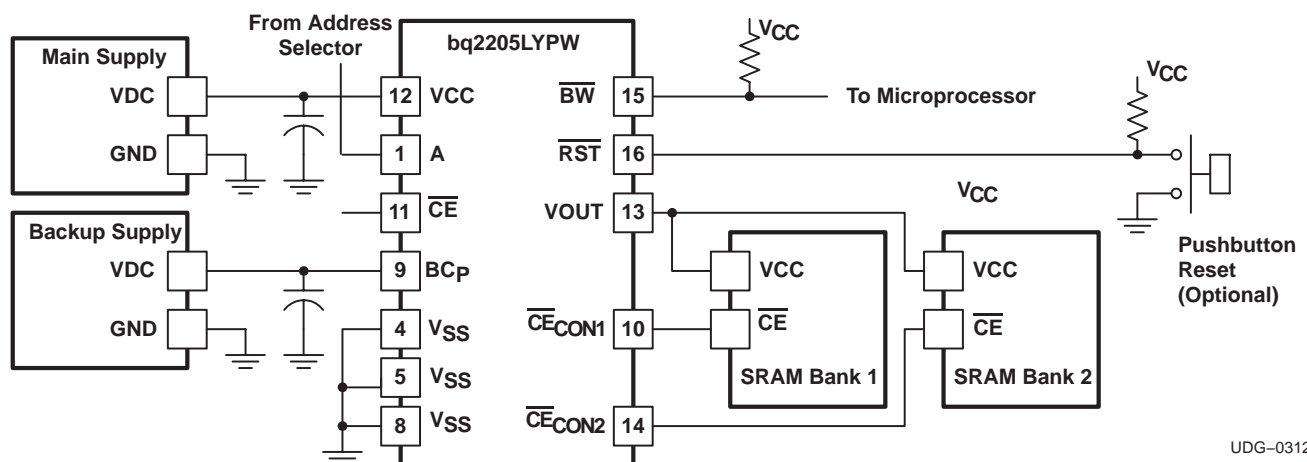 From Address
Selector
bq2205LYPW
Main Supply
VDC
GND
12 VCC
1 A
11 CE
Backup Supply
VDC
GND
9 BCP
4 VSS
5 VSS
8 VSS
BW 15
RST 16
VOUT 13
CECON1 10
CECON2 14
VCC
To Microprocessor
VCC
VCC
Pushbutton
Reset
(Optional)
VCC
CE
SRAM Bank 1
VCC
CE
SRAM Bank 2
UDG–0312